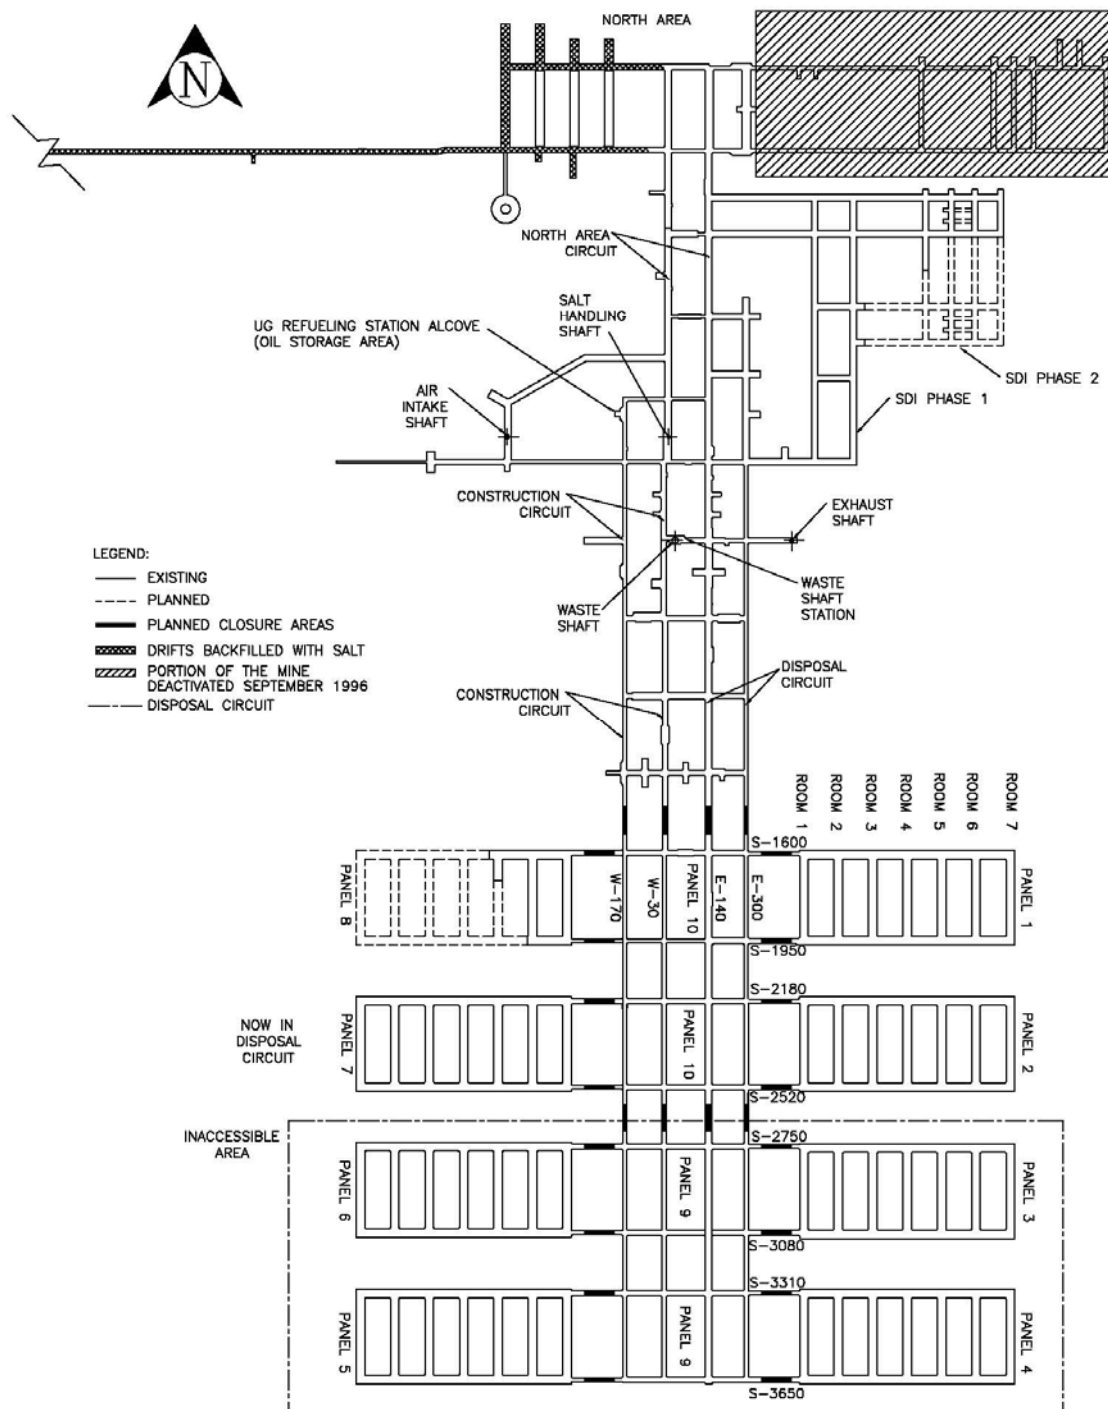 NORTH AREA
N
NORTH AREA
CIRCUIT
SALT
HANDLING
SHAFT
UG REFUELING STATION ALCOVE
(OIL STORAGE AREA)
SDI PHASE 2
AIR
INTAKE
SHAFT
SDI PHASE 1
CONSTRUCTION
CIRCUIT
EXHAUST
SHAFT
WASTE
SHAFT
WASTE
SHAFT
STATION
LEGEND:
EXISTING
PLANNED
PLANNED CLOSURE AREAS
DRIFTS BACKFILLED WITH SALT
PORTION OF THE MINE
DEACTIVATED SEPTEMBER 1996
DISPOSAL CIRCUIT
DISPOSAL
CIRCUIT
CONSTRUCTION
CIRCUIT
ROOM 1
ROOM 2
ROOM 3
ROOM 4
ROOM 5
ROOM 6
ROOM 7
S-1600
PANEL 8
W-170
W-30
PANEL 10
E-140
E-300
PANEL 1
S-1950
S-2180
NOW IN
DISPOSAL
CIRCUIT
PANEL 7
PANEL 10
PANEL 2
S-2520
INACCESSIBLE
AREA
S-2750
PANEL 6
PANEL 9
PANEL 3
S-3080
S-3310
PANEL 5
PANEL 9
PANEL 4
S-3650